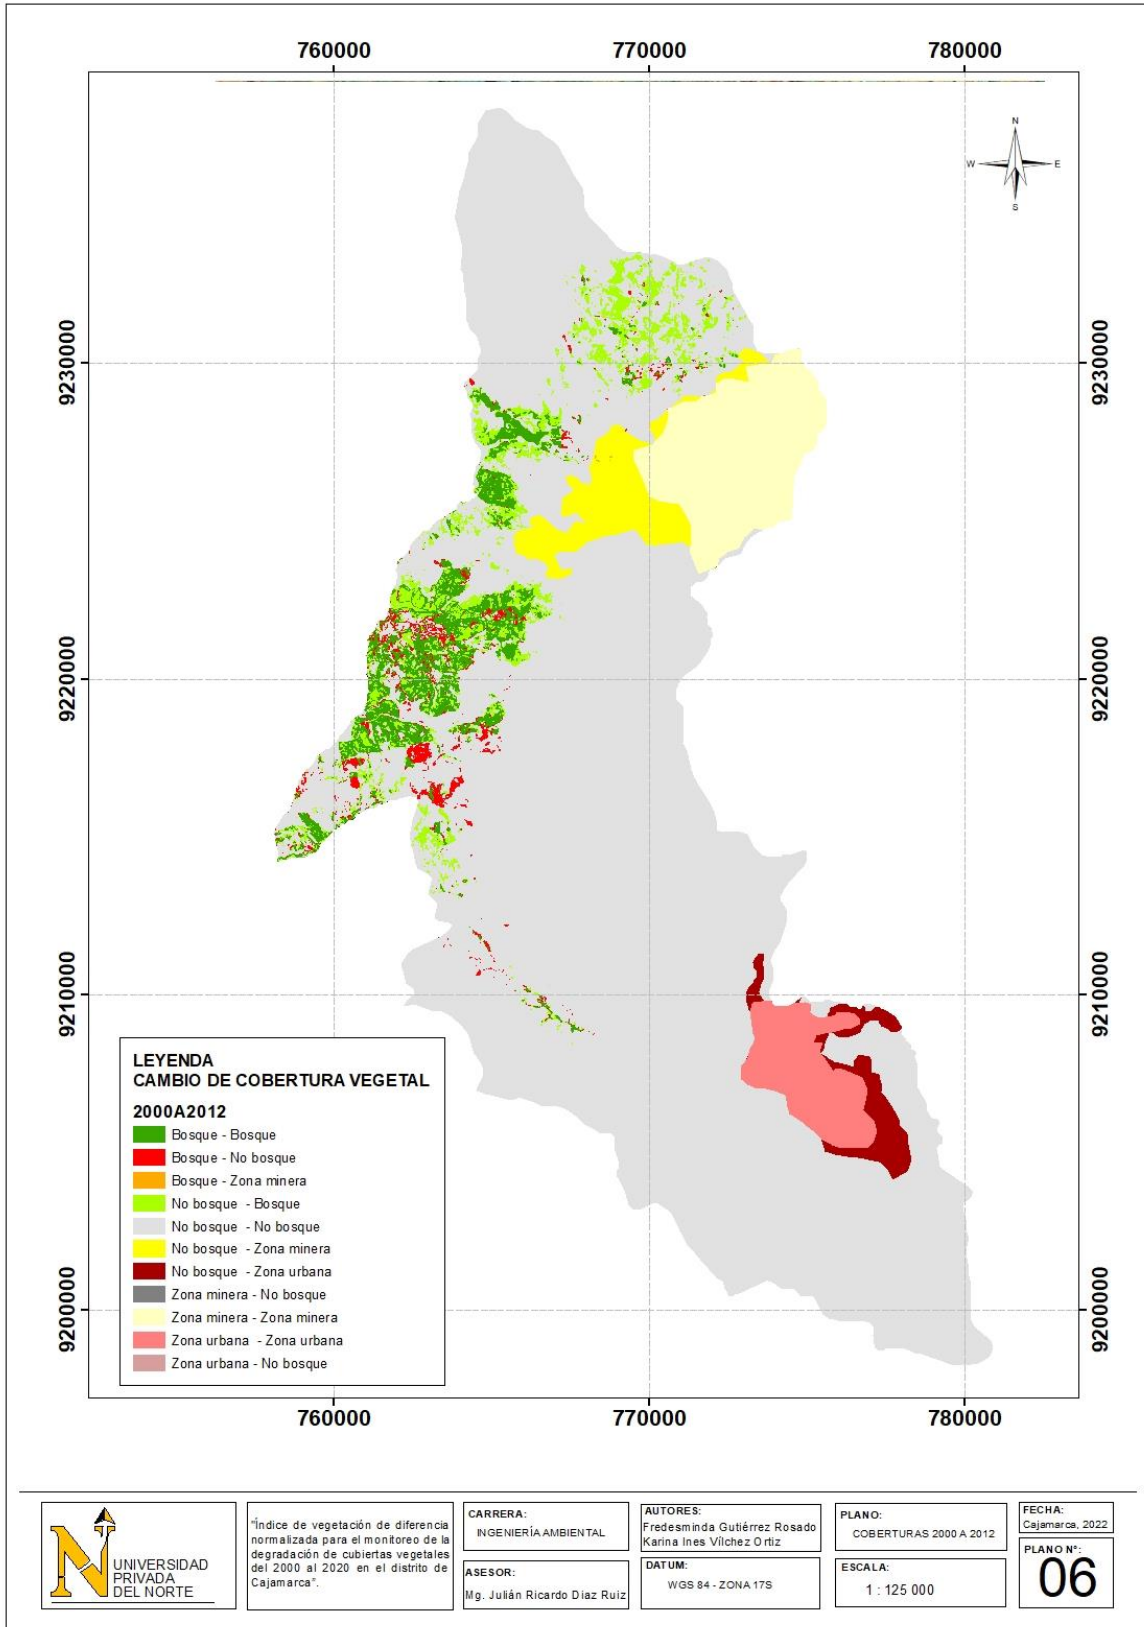 760000
770000
780000
N
W
E
S
9230000
9230000
9220000
9220000
9210000
9210000
9200000
9200000
LEYENDA
CAMBIO DE COBERTURA VEGETAL
2000A2012
Bosque - Bosque
Bosque - No bosque
Bosque - Zona minera
No bosque - Bosque
No bosque - No bosque
No bosque - Zona minera
No bosque - Zona urbana
Zona minera - No bosque
Zona minera - Zona minera
Zona urbana - Zona urbana
Zona urbana - No bosque
760000
770000
780000
N
UNIVERSIDAD
PRIVADA
DEL NORTE
"Índice de vegetación de diferencia
normalizada para el monitoreo de la
degradación de cubiertas vegetales
del 2000 al 2020 en el distrito de
Cajamarca".
CARRERA:
INGENIERÍA AMBIENTAL
ASESOR:
Mg. Julián Ricardo Diaz Ruiz
AUTORES:
Fredesminda Gutiérrez Rosado
Karina Ines Vílchez Ortiz
DATUM:
WGS 84 - ZONA 17S
PLANO:
COBERTURAS 2000 A 2012
ESCALA:
1 : 125 000
FECHA:
Cajamarca, 2022
PLANO N°:
06